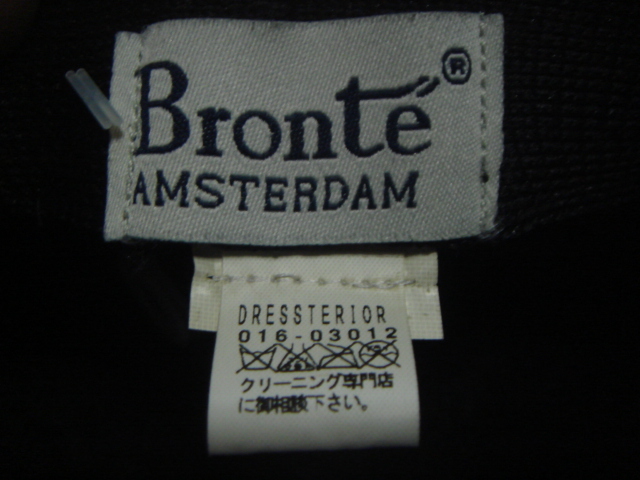 Bronté®
AMSTERDAM
DRESSTERIOR
016-03012
クリーニング専門店
に御相談下さい。